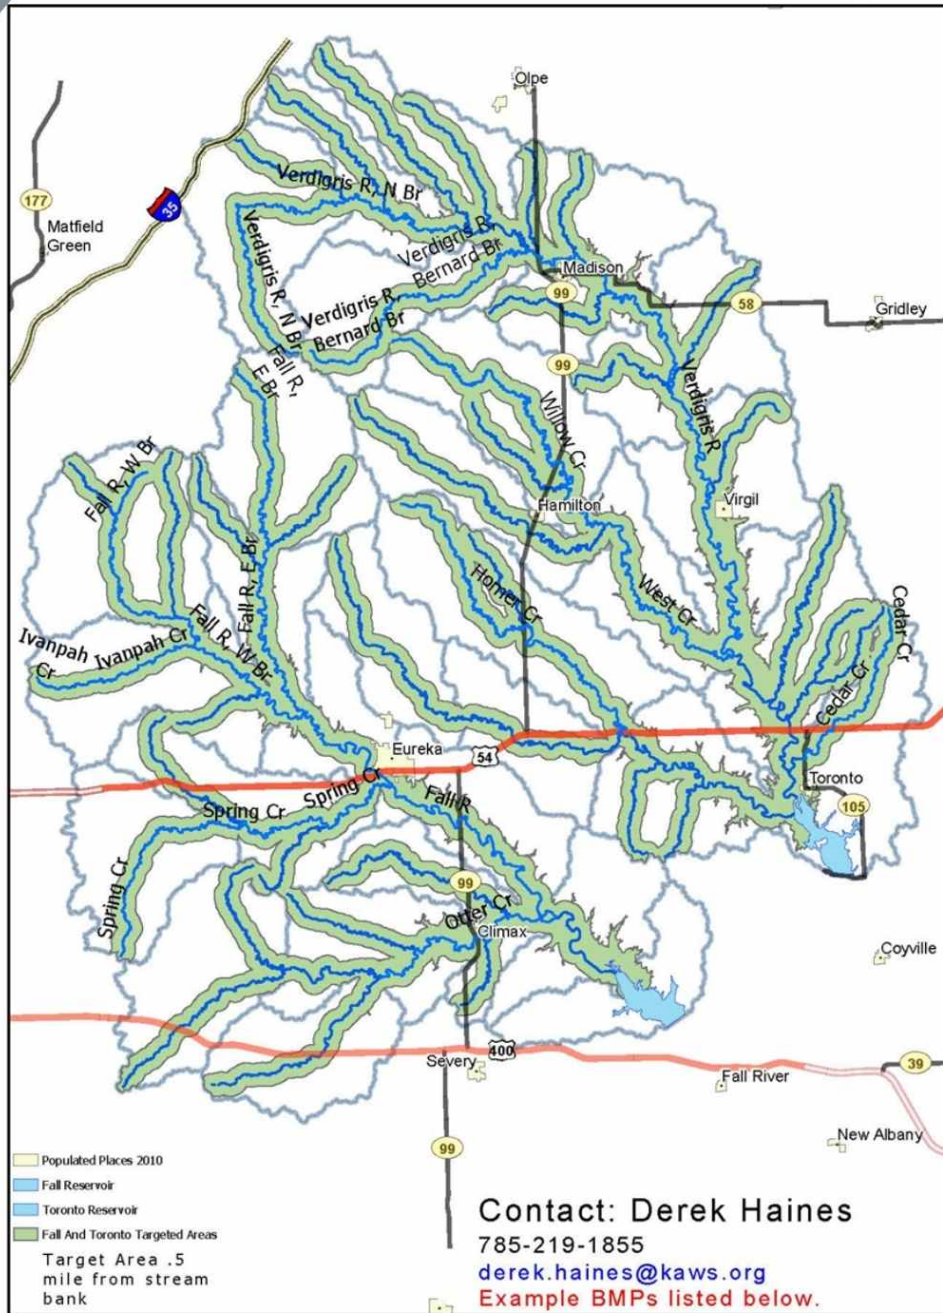 Olpe
Verdigris R, N Br
177
35
Matfield
Green
Verdigris R, N Br
Verdigris R,
Bernard Br
Madison
99
58
Gridley
Verdigris R,
Bernard Br
Fall R,
E Br
99
Verdigris R
Willow Cr
Fall R, W Br
Hamilton
Virgil
Fall R, E Br
Homer Cr
West Cr
Cedar Cr
Ivanpah
Cr
Ivanpah Cr
Fall R, W Br
Cedar Cr
Eureka
54
Toronto
105
Spring Cr
Spring Cr
Fall R
Spring Cr
99
Otter Cr
Climax
Coyville
400
Severy
39
Fall River
99
New Albany
Populated Places 2010
Fall Reservoir
Toronto Reservoir
Fall And Toronto Targeted Areas
Target Area .5
mile from stream
bank
Contact: Derek Haines
785-219-1855
derek.haines@kaws.org
Example BMPs listed below.